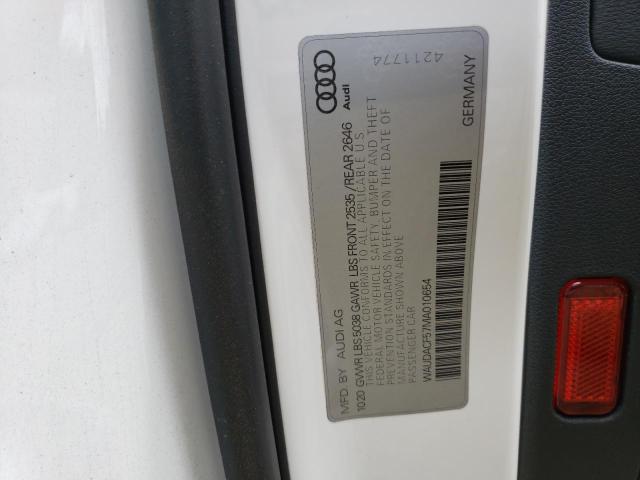 MFD. BY AUDI AG
10 20 GVWR LBS 5038 GAWR LBS FRONT 2535 /REAR 2646
THIS VEHICLE CONFORMS TO ALL APPLICABLE U S
FEDERAL MOTOR VEHICLE SAFETY, BUMPER AND THEFT
PREVENTION STANDARDS IN EFFECT ON THE DATE OF
MANUFACTURE SHOWN ABOVE
PASSENGER CAR
WAUDACF57MA010654
GERMANY
Audi
4211774